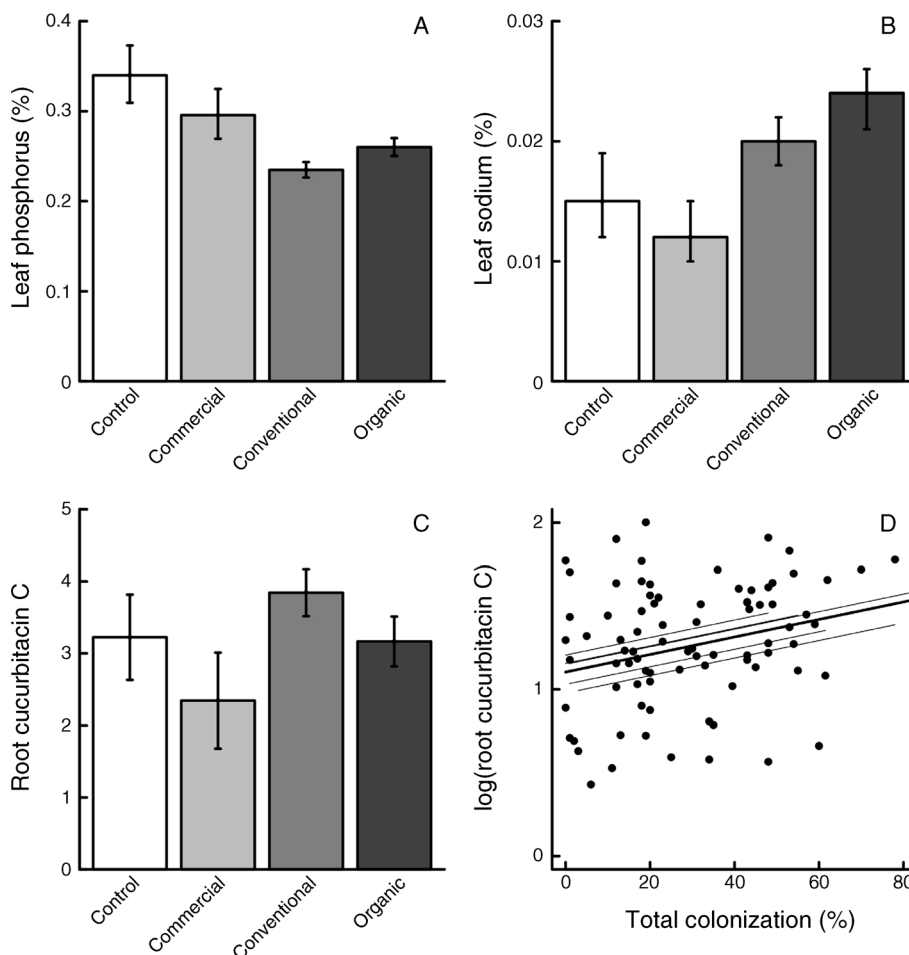 A
Leaf phosphorus (%)
0.4
0.3
0.2
0.1
0
Control
Commercial
Conventional
Organic
B
Leaf sodium (%)
0.03
0.02
0.01
0
Control
Commercial
Conventional
Organic
C
Root cucurbitacin C
5
4
3
2
1
0
Control
Commercial
Conventional
Organic
D
log(root cucurbitacin C)
2
1
0
0 20 40 60 80
Total colonization (%)